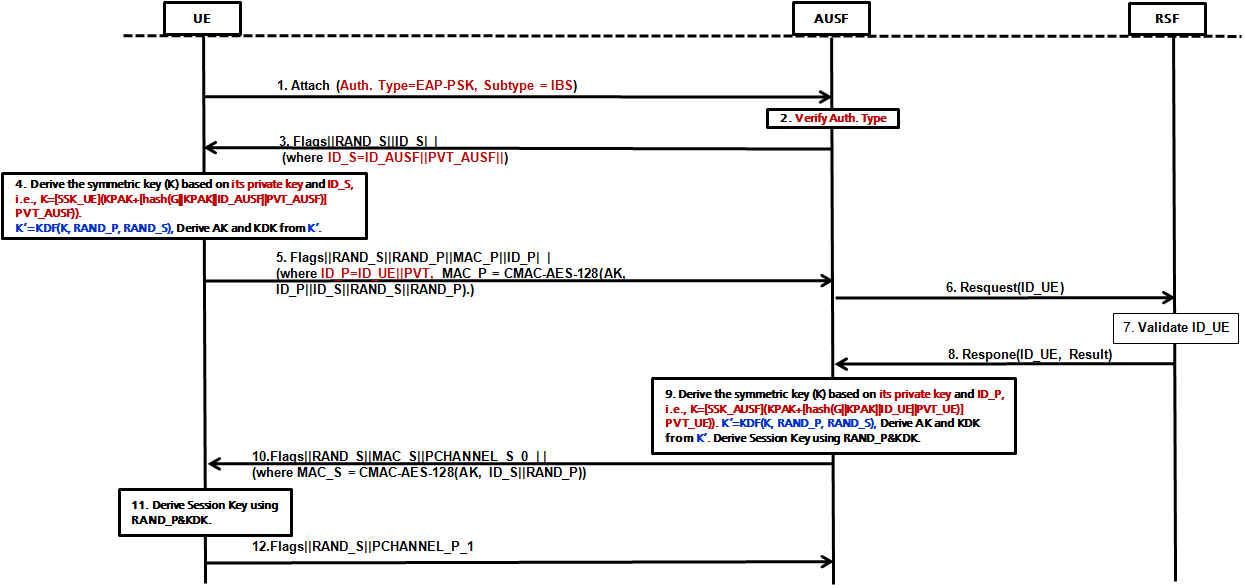 UE
AUSF
RSF
1. Attach (Auth. Type=EAP-PSK, Subtype = IBS)
2. Verify Auth. Type
3. Flags||RAND_S||ID_S| |
(where ID_S=ID_AUSF||PVT_AUSF||)
4. Derive the symmetric key (K) based on its private key and ID_S,
i.e., K=[SSK_UE](KPAK+[hash(G||KPAK||ID_AUSF||PVT_AUSF)]
PVT_AUSF)).
K'=KDF(K, RAND_P, RAND_S), Derive AK and KDK from K'.
5. Flags||RAND_S||RAND_P||MAC_P||ID_P| |
(where ID_P=ID_UE||PVT, MAC_P = CMAC-AES-128(AK,
ID_P||ID_S||RAND_S||RAND_P).)
6. Resquest(ID_UE)
7. Validate ID_UE
8. Respone(ID_UE, Result)
9. Derive the symmetric key (K) based on its private key and ID_P,
i.e., K=[SSK_AUSF](KPAK+[hash(G||KPAK||ID_UE||PVT_UE)]
PVT_UE)). K'=KDF(K, RAND_P, RAND_S), Derive AK and KDK
from K'. Derive Session Key using RAND_P&KDK.
10.Flags||RAND_S||MAC_S||PCHANNEL_S_0 ||
(where MAC_S = CMAC-AES-128(AK, ID_S||RAND_P))
11. Derive Session Key using
RAND_P&KDK.
12.Flags||RAND_S||PCHANNEL_P_1